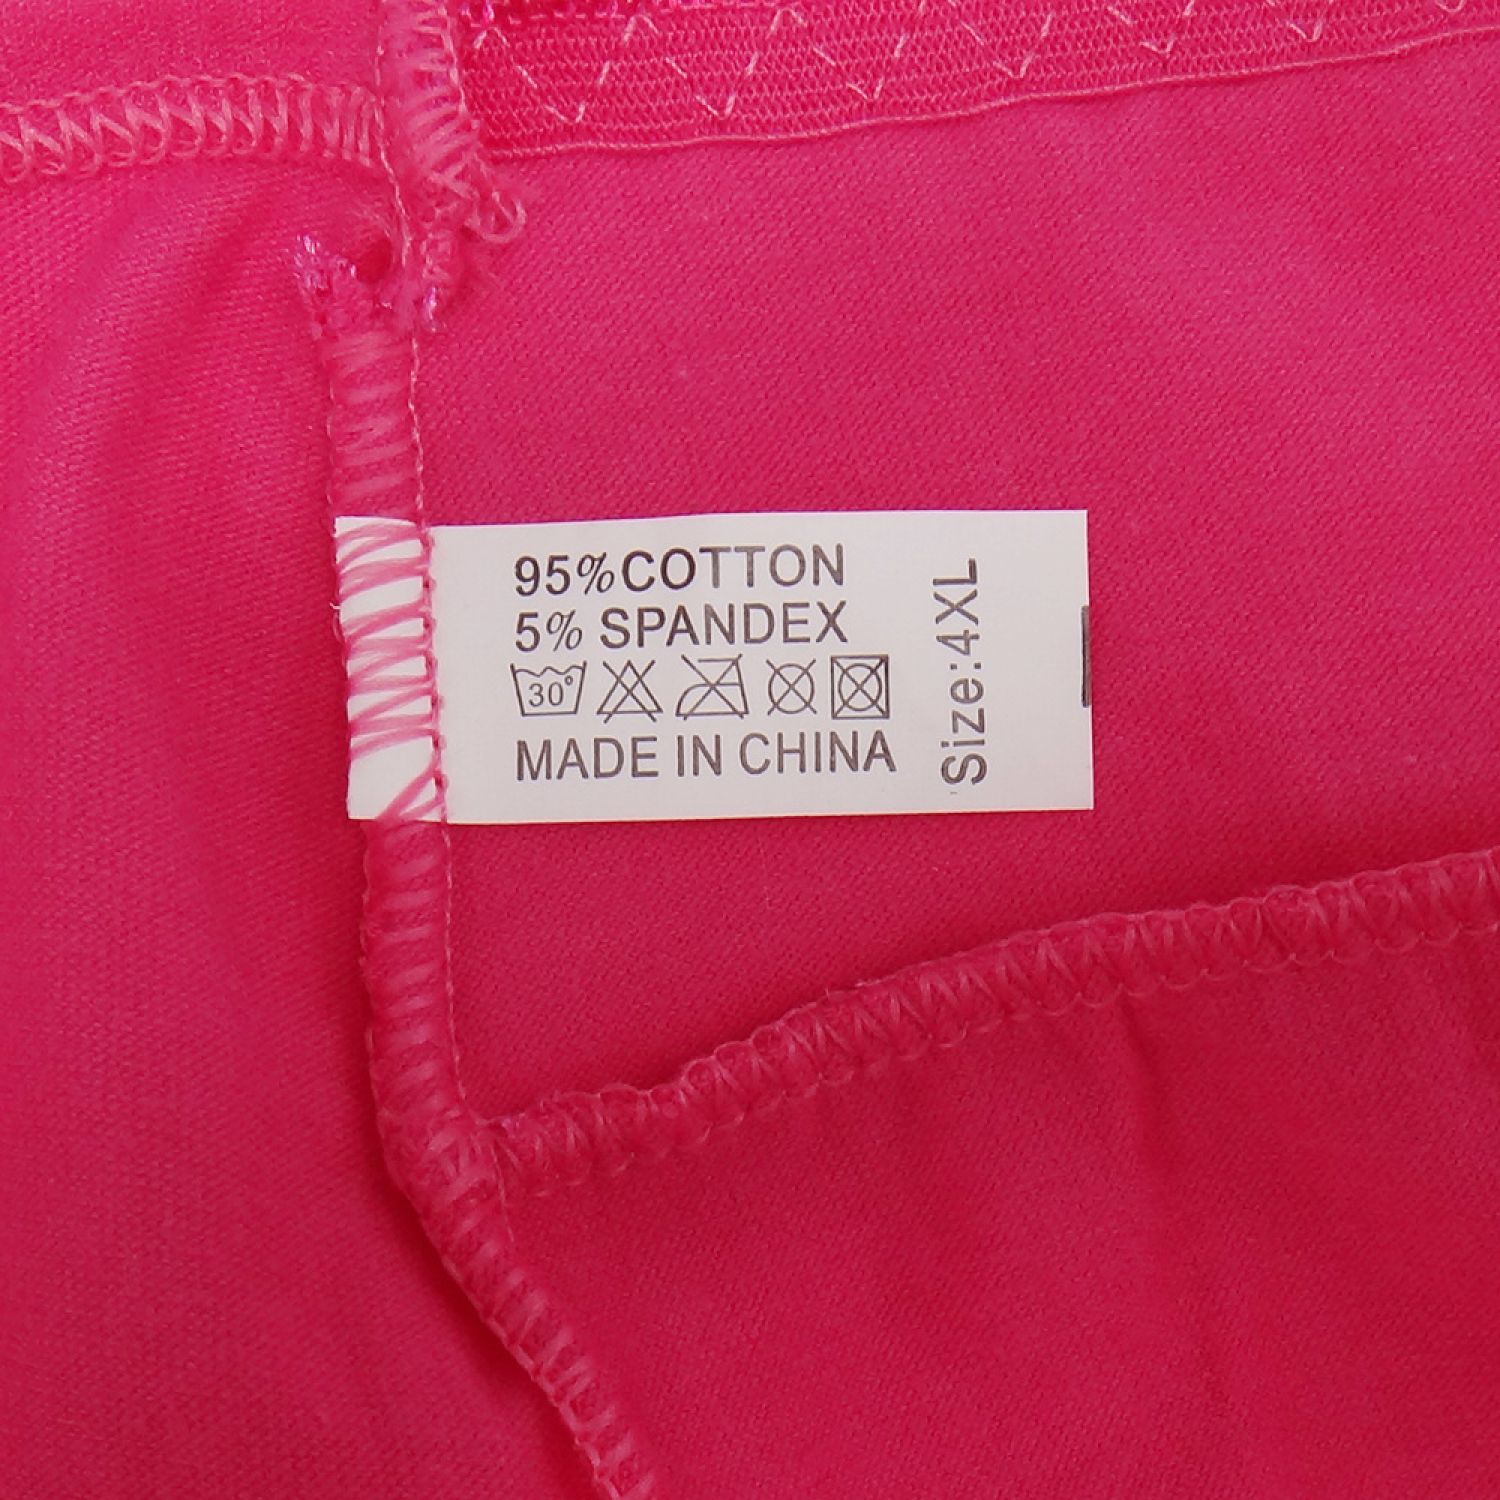 95%COTTON
5% SPANDEX
30°
MADE IN CHINA
Size:4XL